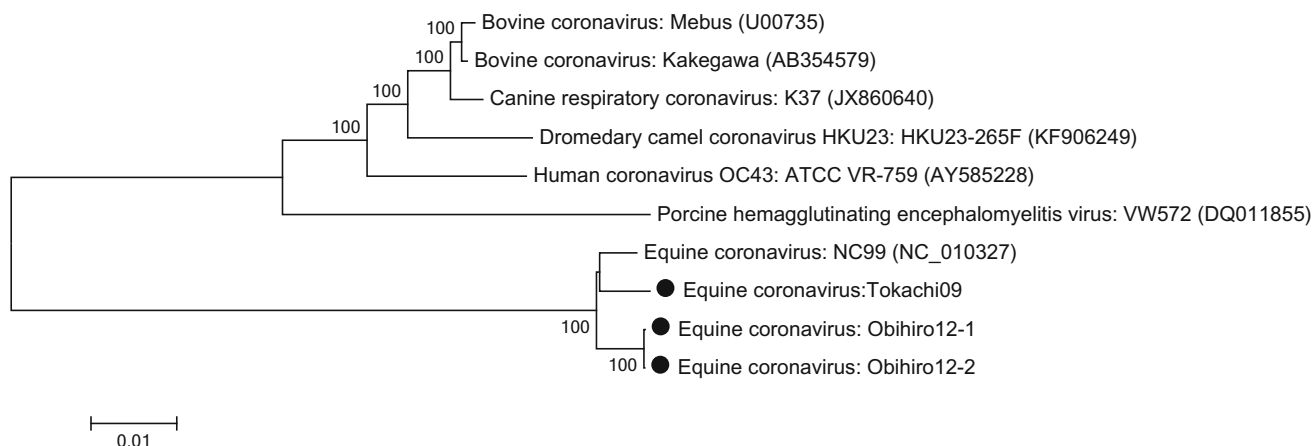 100
Bovine coronavirus: Mebus (U00735)
100
Bovine coronavirus: Kakegawa (AB354579)
100
Canine respiratory coronavirus: K37 (JX860640)
100
Dromedary camel coronavirus HKU23: HKU23-265F (KF906249)
Human coronavirus OC43: ATCC VR-759 (AY585228)
Porcine hemagglutinating encephalomyelitis virus: VW572 (DQ011855)
Equine coronavirus: NC99 (NC_010327)
Equine coronavirus:Tokachi09
100
Equine coronavirus: Obihiro12-1
100
Equine coronavirus: Obihiro12-2
0.01